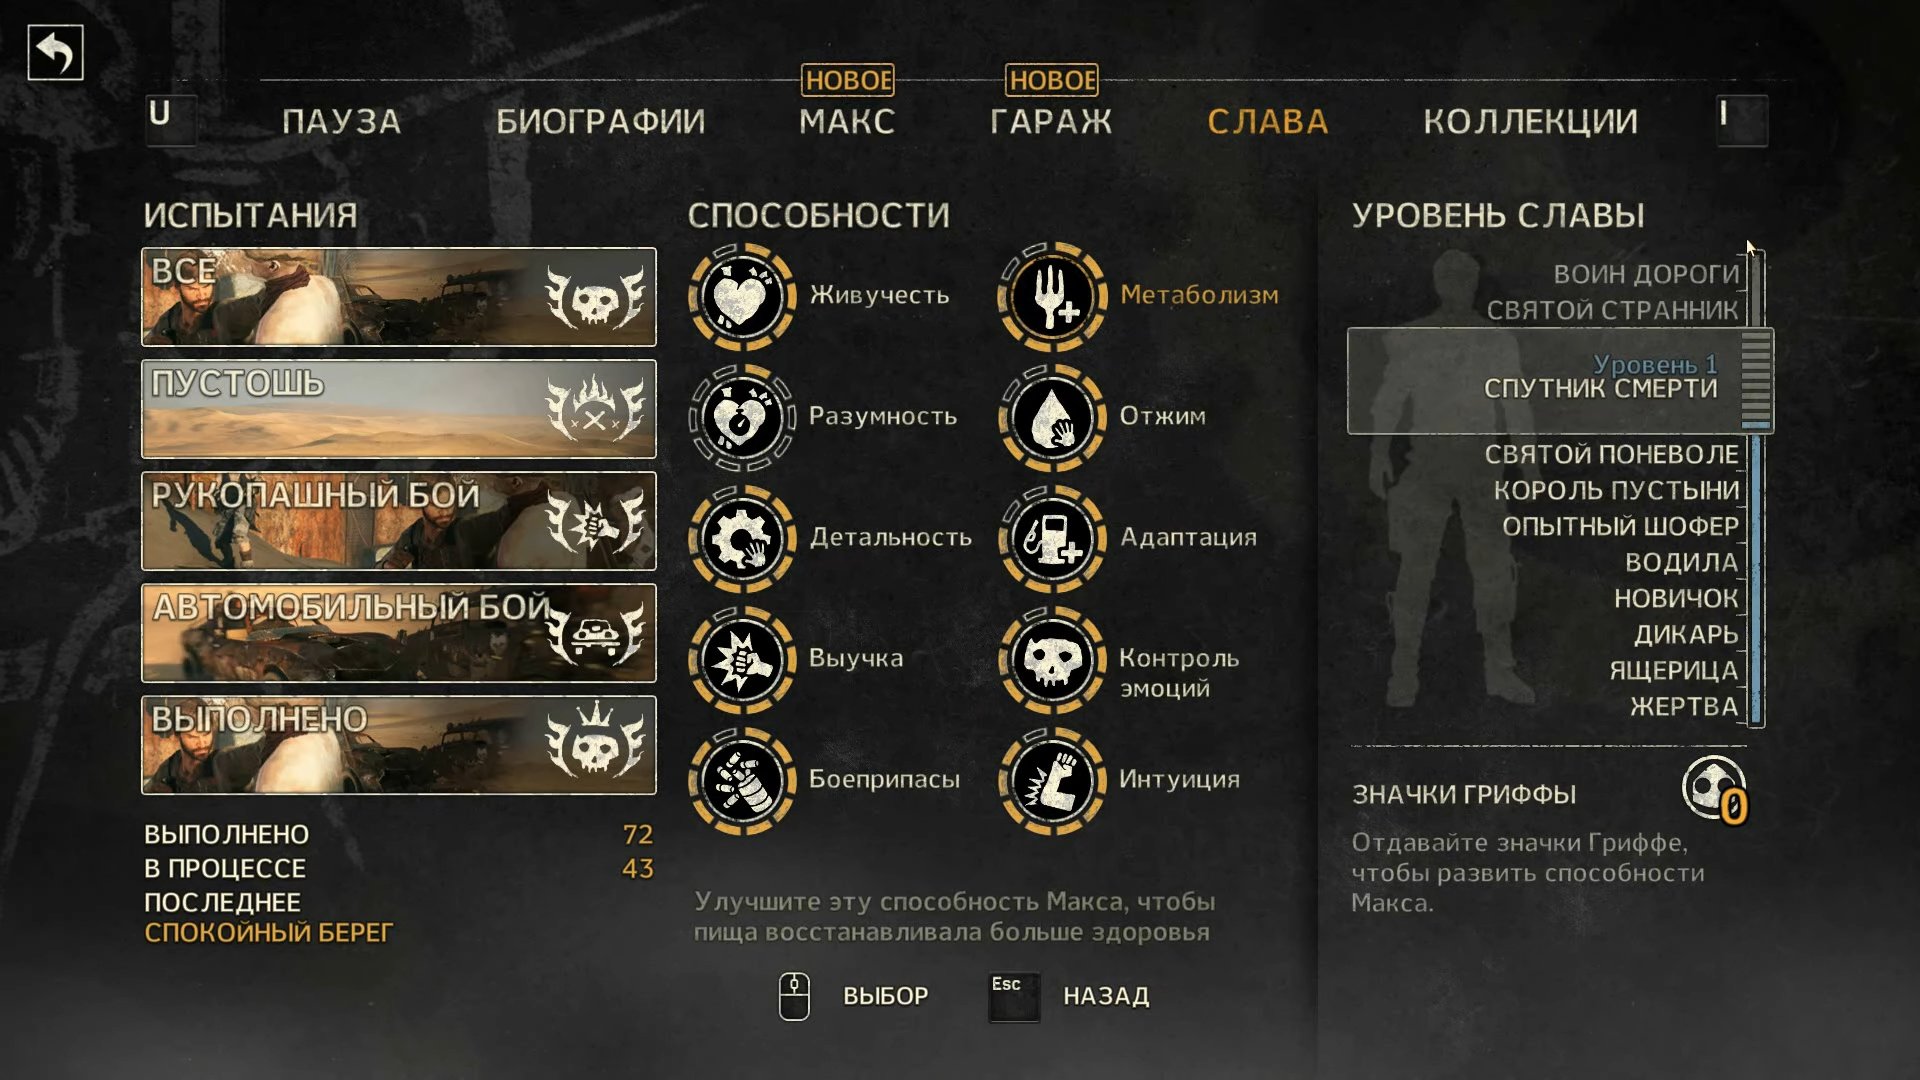 НОВОЕ
НОВОЕ
U
ПАУЗА
БИОГРАФИИ
МАКС
ГАРАЖ
СЛАВА
КОЛЛЕКЦИИ
I
ИСПЫТАНИЯ
ВСЕ
ПУСТОШЬ
РУКОПАШНЫЙ БОЙ
АВТОМОБИЛЬНЫЙ БОЙ
ВЫПОЛНЕНО
ВЫПОЛНЕНО 72
В ПРОЦЕССЕ 43
ПОСЛЕДНЕЕ
СПОКОЙНЫЙ БЕРЕГ
СПОСОБНОСТИ
Живучесть
Метаболизм
Разумность
Отжим
Детальность
Адаптация
Выучка
Контроль
эмоций
Боеприпасы
Интуиция
Улучшите эту способность Макса, чтобы
пища восстанавливала больше здоровья
ВЫБОР
Esc
НАЗАД
УРОВЕНЬ СЛАВЫ
ВОИН ДОРОГИ
СВЯТОЙ СТРАННИК
Уровень 1
СПУТНИК СМЕРТИ
СВЯТОЙ ПОНЕВОЛЕ
КОРОЛЬ ПУСТЫНИ
ОПЫТНЫЙ ШОФЕР
ВОДИЛА
НОВИЧОК
ДИКАРЬ
ЯЩЕРИЦА
ЖЕРТВА
ЗНАЧКИ ГРИФФЫ
0
Отдавайте значки Гриффе,
чтобы развить способности
Макса.